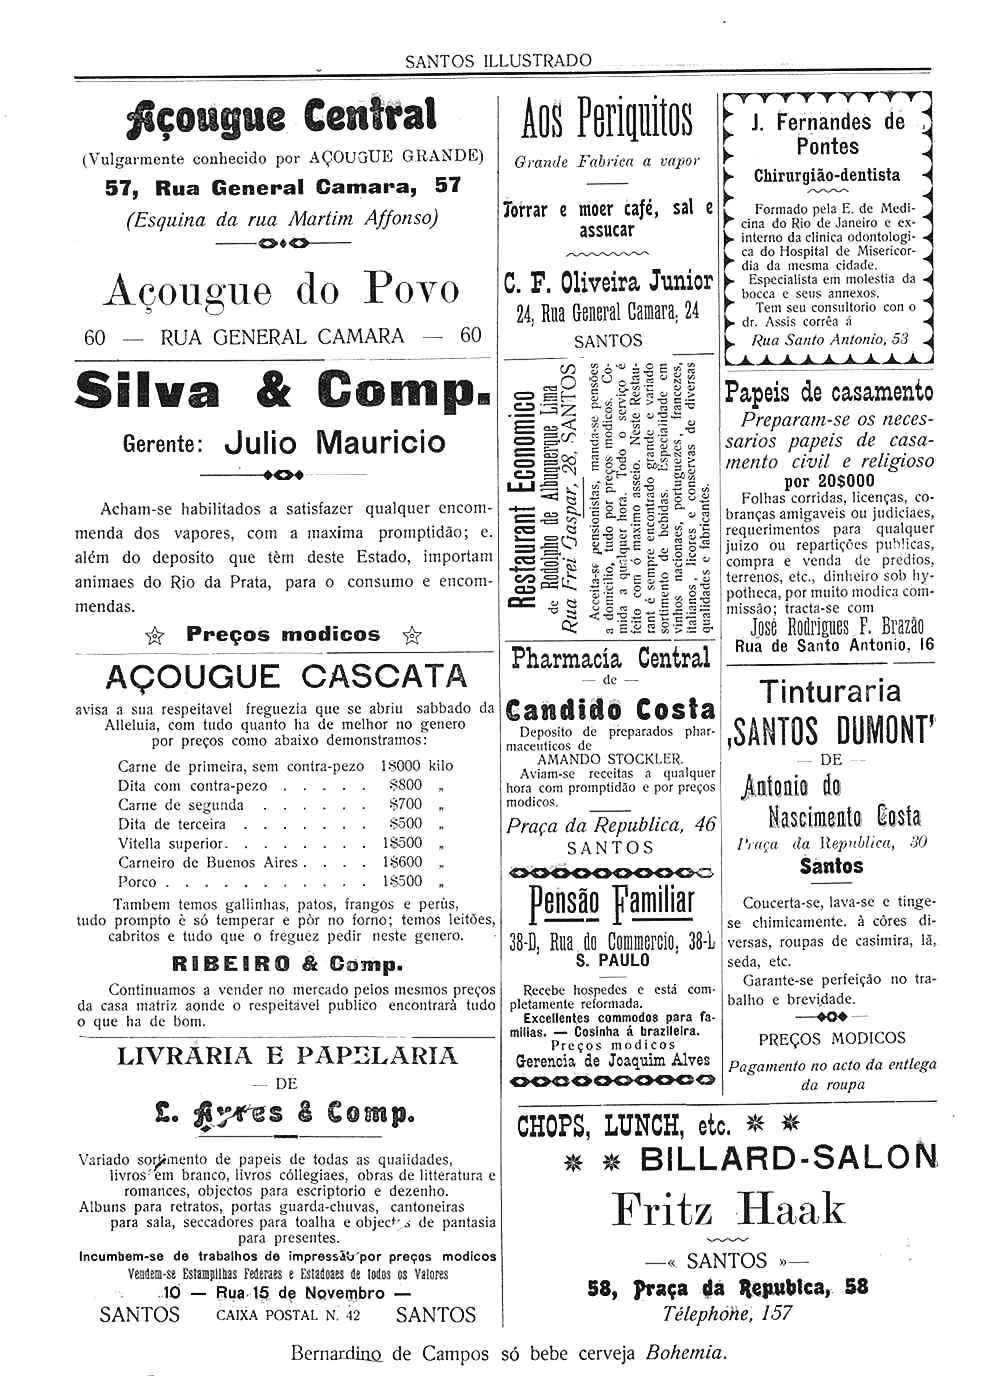 SANTOS ILLUSTRADO
Açougue Central
(Vulgarmente conhecido por AÇOUGUE GRANDE)
57, Rua General Camara, 57
(Esquina da rua Martim Affonso)
Açougue do Povo
60 — RUA GENERAL CAMARA — 60
Silva & Comp.
Gerente: Julio Mauricio
Acham-se habilitados a satisfazer qualquer encom-
menda dos vapores, com a maxima promptidão; e.
além do deposito que têm deste Estado, importam
animaes do Rio da Prata, para o consumo e encom-
mendas.
Preços modicos
AÇOUGUE CASCATA
avisa a sua respeitavel freguezia que se abriu sabbado da
Alleluia, com tudo quanto ha de melhor no genero
por preços como abaixo demonstramos:
Carne de primeira, sem contra-pezo 1$000 kilo
Dita com contra-pezo . . . . . $800 „
Carne de segunda . . . . . . $700 „
Dita de terceira . . . . . . . $500 „
Vitella superior. . . . . . . . 1$500 „
Carneiro de Buenos Aires . . . . 1$600 „
Porco . . . . . . . . . . . 1$500 „
Tambem temos gallinhas, patos, frangos e perús,
tudo prompto è só temperar e pòr no forno; temos leitões,
cabritos e tudo que o freguez pedir neste genero.
RIBEIRO & Comp.
Continuamos a vender no mercado pelos mesmos preços
da casa matriz aonde o respeitavel publico encontrará tudo
o que ha de bom.
LIVRARIA E PAPELARIA
— DE
L. Ayres & Comp.
Variado sortimento de papeis de todas as qualidades,
livros em branco, livros cóllegiaes, obras de litteratura e
romances, objectos para escriptorio e dezenho.
Albuns para retratos, portas guarda-chuvas, cantoneiras
para sala, seccadores para toalha e objectos de pantasia
para presentes.
Incumbem-se de trabalhos de impressão por preços modicos
Vendem-se Estampilhas Federaes e Estadoaes de todos os Valores
10 — Rua 15 de Novembro —
SANTOS CAIXA POSTAL N. 42 SANTOS
Aos Periquitos
Grande Fabrica a vapor
Torrar e moer café, sal e
assucar
C. F. Oliveira Junior
24, Rua General Camara, 24
SANTOS
Restaurant Economico
de Rodolpho de Albuquerque Lima
Rua Frei Gaspar, 28, SANTOS
Acceita-se pensionistas, manda-se pensões
a domicilio, tudo por preços modicos. Co-
mida a qualquer hora. Todo o serviço é
feito com ó maximo asseio. Neste Restau-
rant é sempre encontrado grande e variado
sortimento de bebidas. Especialidade em
vinhos nacionaes, portuguezes, francezes,
italianos, licores e conservas de diversas
qualidades e fabricantes.
Pharmacia Central
— de —
Candido Costa
Deposito de preparados phar-
maceuticos de
AMANDO STOCKLER.
Aviam-se receitas a qualquer
hora com promptidão e por preços
modicos.
Praça da Republica, 46
SANTOS
Pensão Familiar
38-D, Rua do Commercio, 38-L
S. PAULO
Recebe hospedes e está com-
pletamente reformada.
Excellentes commodos para fa-
milias. — Cosinha á brazileira.
Preços modicos
Gerencia de Joaquim Alves
J. Fernandes de
Pontes
Chirurgião-dentista
Formado pela E. de Medi-
cina do Rio de Janeiro e ex-
interno da clinica odontologi-
ca do Hospital de Misericor-
dia da mesma cidade.
Especialista em molestia da
bocca e seus annexos.
Tem seu consultorio con o
dr. Assis corrêa á
Rua Santo Antonio, 53
Papeis de casamento
Preparam-se os neces-
sarios papeis de casa-
mento civil e religioso
por 20$000
Folhas corridas, licenças, co-
branças amigaveis ou judiciaes,
requerimentos para qualquer
juizo ou repartições publicas,
compra e venda de predios,
terrenos, etc., dinheiro sob hy-
potheca, por muito modica com-
missão; tracta-se com
José Rodrigues F. Brazão
Rua de Santo Antonio, 16
Tinturaria
‚SANTOS DUMONT’
— DE —
Antonio do
Nascimento Costa
Praça da Republica, 30
Santos
Coucerta-se, lava-se e tinge-
se chimicamente. à côres di-
versas, roupas de casimira, lã,
seda, etc.
Garante-se perfeição no tra-
balho e brevidade.
PREÇOS MODICOS
Pagamento no acto da entlega
da roupa
CHOPS, LUNCH, etc.
BILLARD-SALON
Fritz Haak
—« SANTOS »—
58, Praça da Republica, 58
Télephone, 157
Bernardino de Campos só bebe cerveja Bohemia.